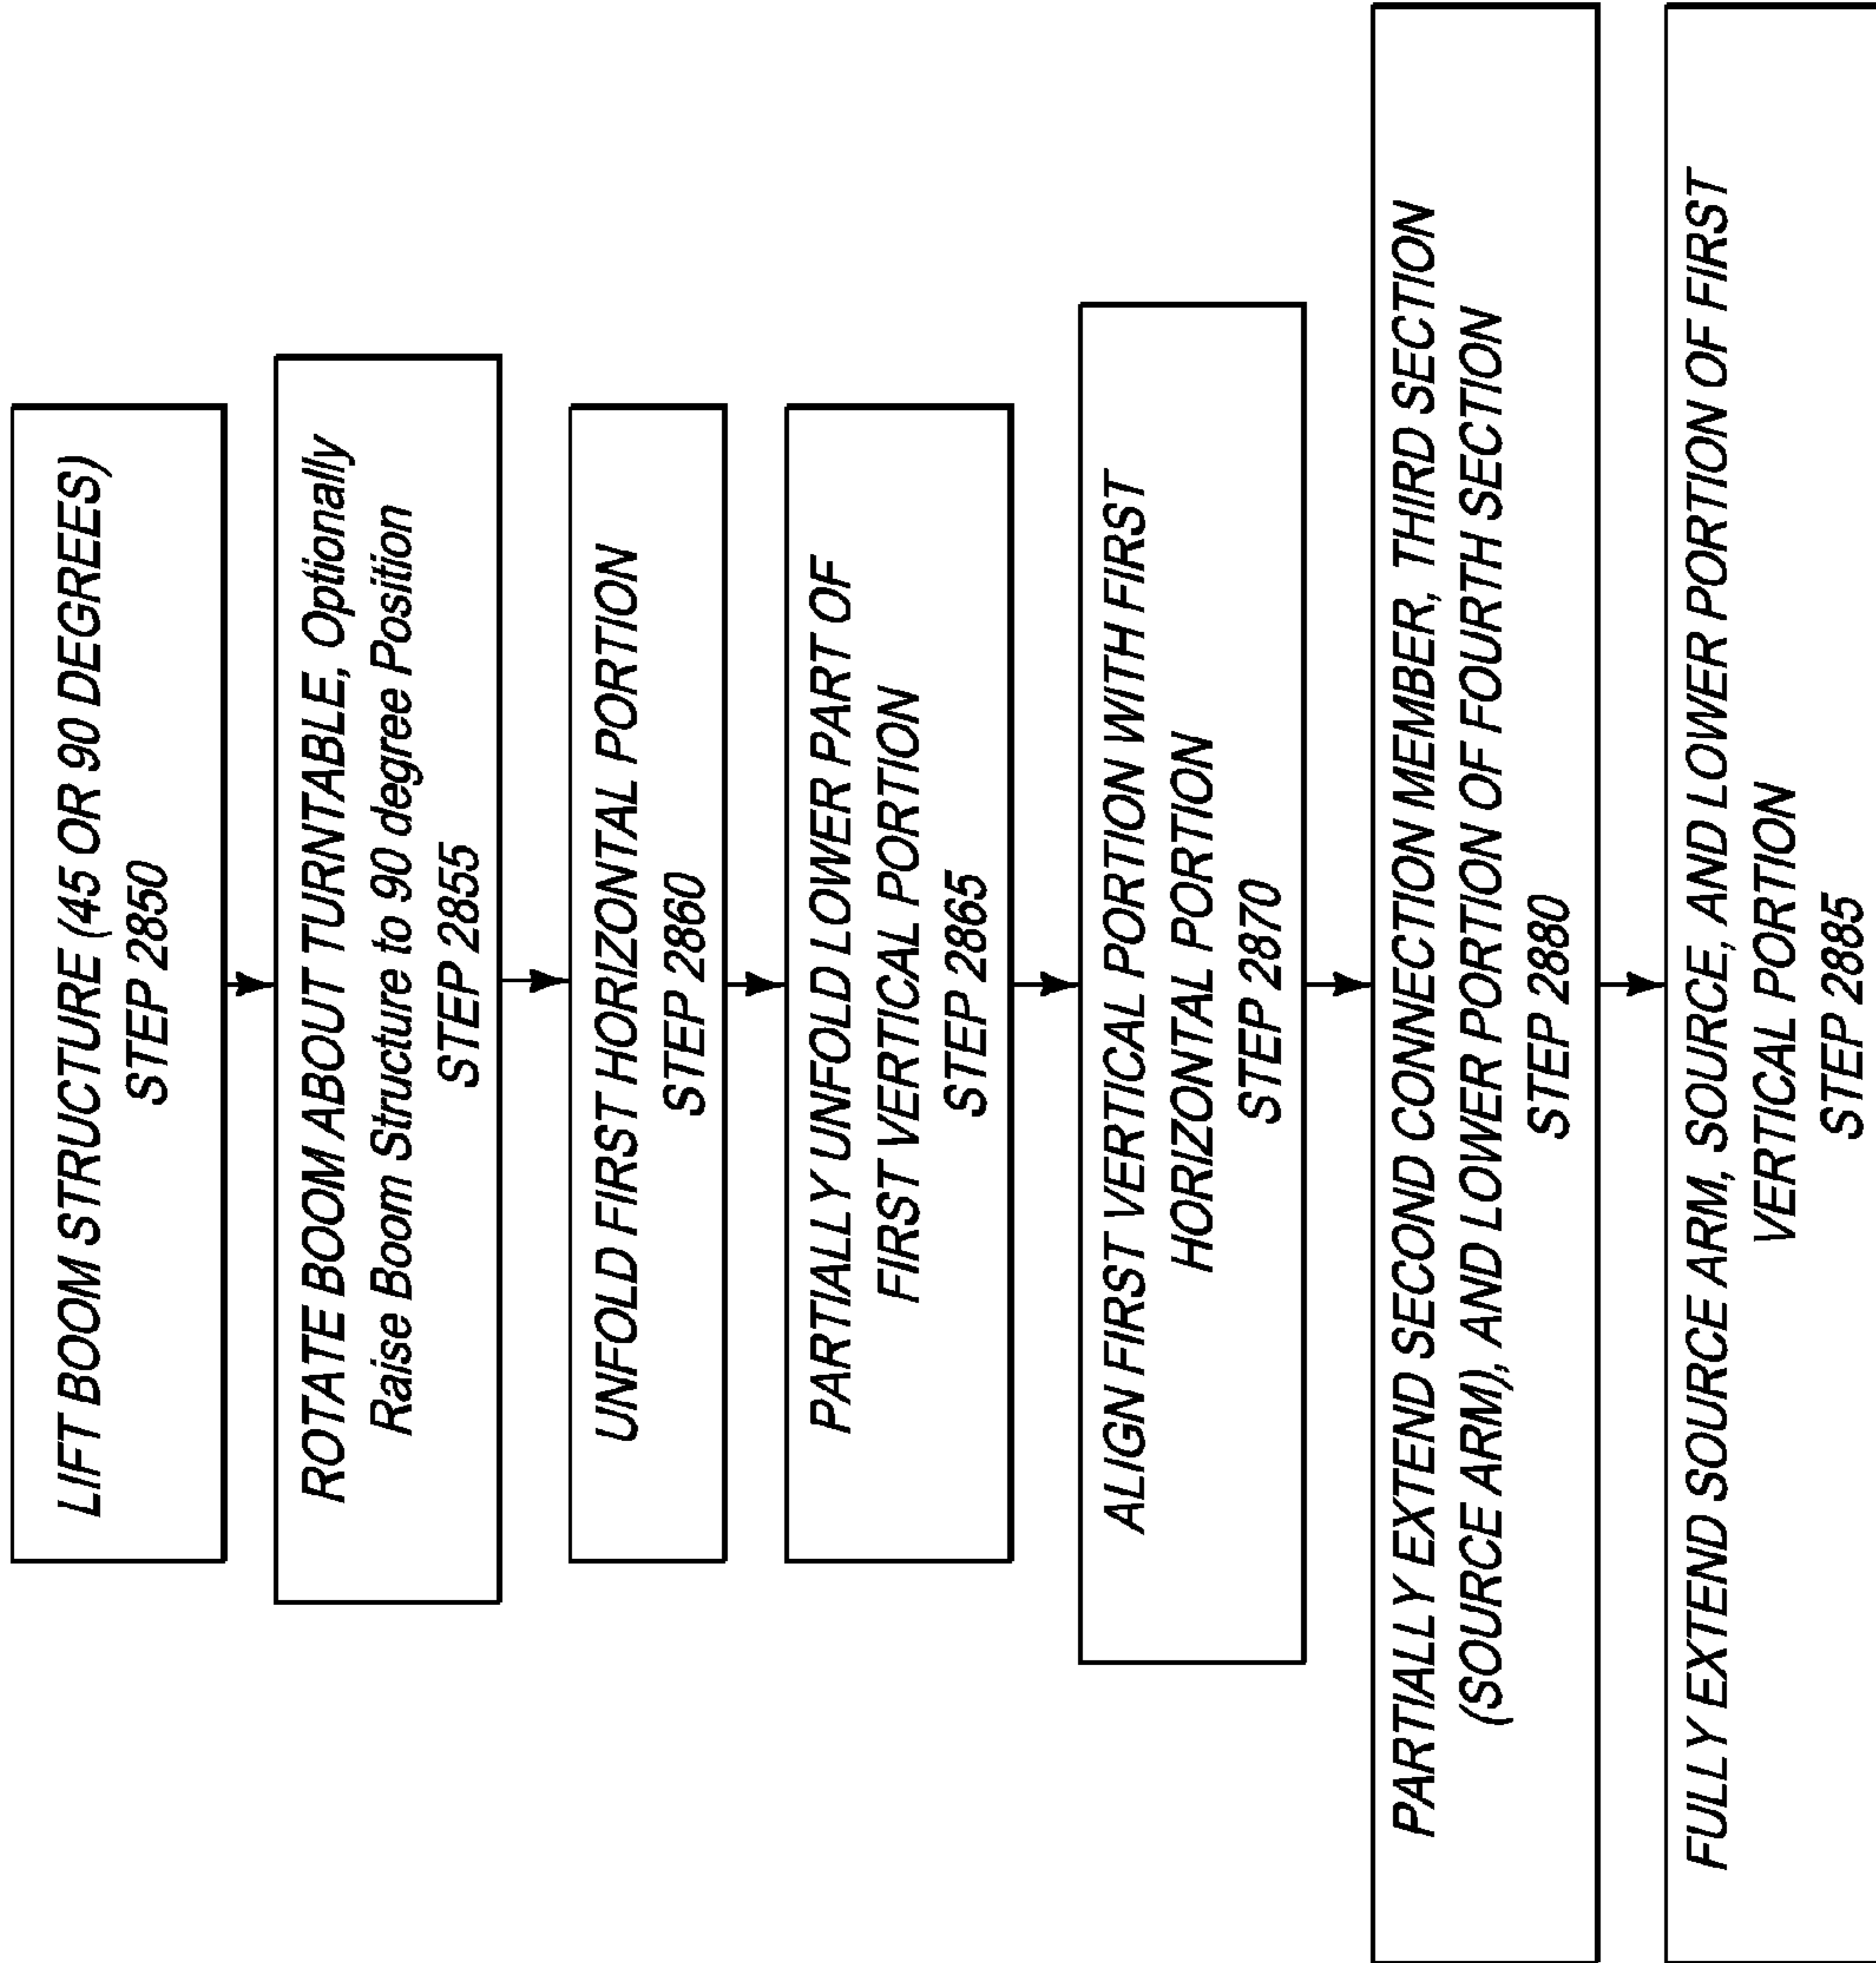 LIFT BOOM STRUCTURE (45 OR 90 DEGREES)
STEP 2850
ROTATE BOOM ABOUT TURNTABLE, Optionally
Raise Boom Structure to 90 degree Position
STEP 2855
UNFOLD FIRST HORIZONTAL PORTION
STEP 2860
PARTIALLY UNFOLD LOWER PART OF
FIRST VERTICAL PORTION
STEP 2865
ALIGN FIRST VERTICAL PORTION WITH FIRST
HORIZONTAL PORTION
STEP 2870
PARTIALLY EXTEND SECOND CONNECTION MEMBER, THIRD SECTION
(SOURCE ARM), AND LOWER PORTION OF FOURTH SECTION
STEP 2880
FULLY EXTEND SOURCE ARM, SOURCE, AND LOWER PORTION OF FIRST
VERTICAL PORTION
STEP 2885